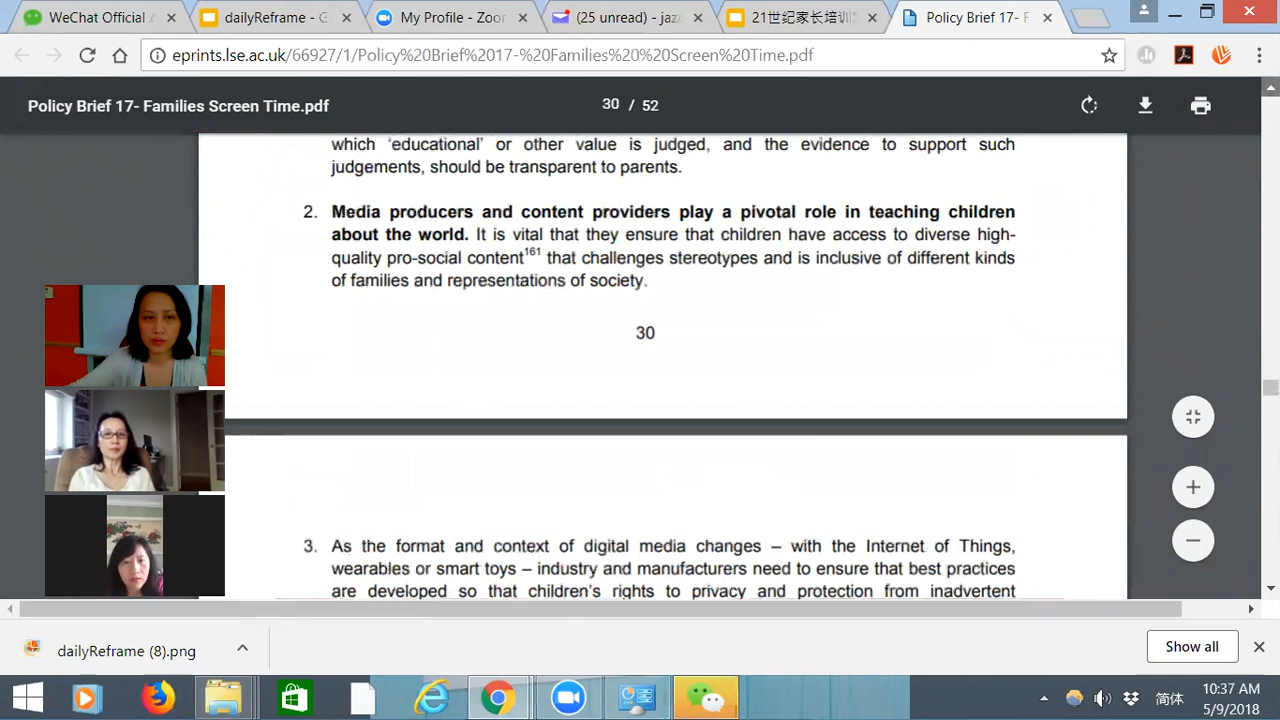 WeChat Official A
dailyReframe - G
My Profile - Zoor
(25 unread) - jaze
21世纪家长培训
Policy Brief 17- F
eprints.lse.ac.uk/66927/1/Policy%20Brief%2017-%20Families%20%20Screen%20Time.pdf
Policy Brief 17- Families Screen Time.pdf
30 / 52
which 'educational' or other value is judged, and the evidence to support such
judgements, should be transparent to parents.
2. Media producers and content providers play a pivotal role in teaching children
about the world. It is vital that they ensure that children have access to diverse high-
quality pro-social content161 that challenges stereotypes and is inclusive of different kinds
of families and representations of society.
30
3. As the format and context of digital media changes – with the Internet of Things,
wearables or smart toys – industry and manufacturers need to ensure that best practices
are developed so that children's rights to privacy and protection from inadvertent
dailyReframe (8).png
Show all
简体
10:37 AM
5/9/2018